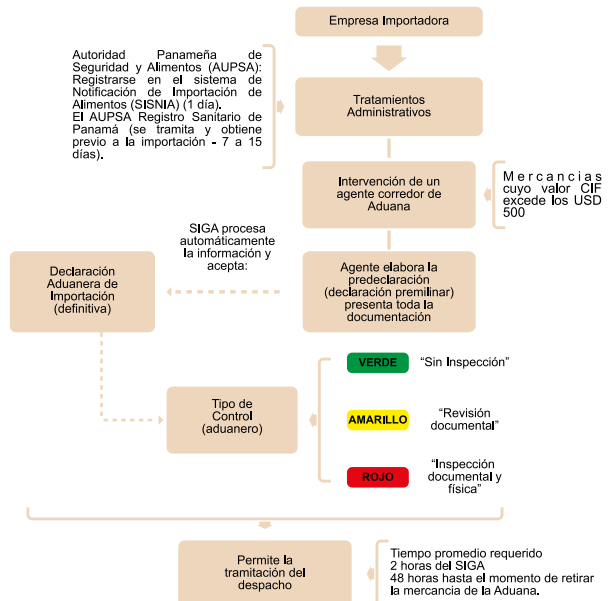 Empresa Importadora
Autoridad Panameña de
Seguridad y Alimentos (AUPSA):
Registrarse en el sistema de
Notificación de Importación de
Alimentos (SISNIA) (1 día).
El AUPSA Registro Sanitario de
Panamá (se tramita y obtiene
previo a la importación - 7 a 15
días).
Tratamientos
Administrativos
Intervención de un
agente corredor de
Aduana
Mercancias
cuyo valor CIF
excede los USD
500
SIGA procesa
automáticamente
la información y
acepta:
Agente elabora la
predeclaración
(declaración premilinar)
presenta toda la
documentación
Declaración
Aduanera de
Importación
(definitiva)
VERDE "Sin Inspección"
Tipo de
Control
(aduanero)
AMARILLO "Revisión
documental"
ROJO "Inspección
documental y
física"
Permite la
tramitación del
despacho
Tiempo promedio requerido
2 horas del SIGA
48 horas hasta el momento de retirar
la mercancia de la Aduana.